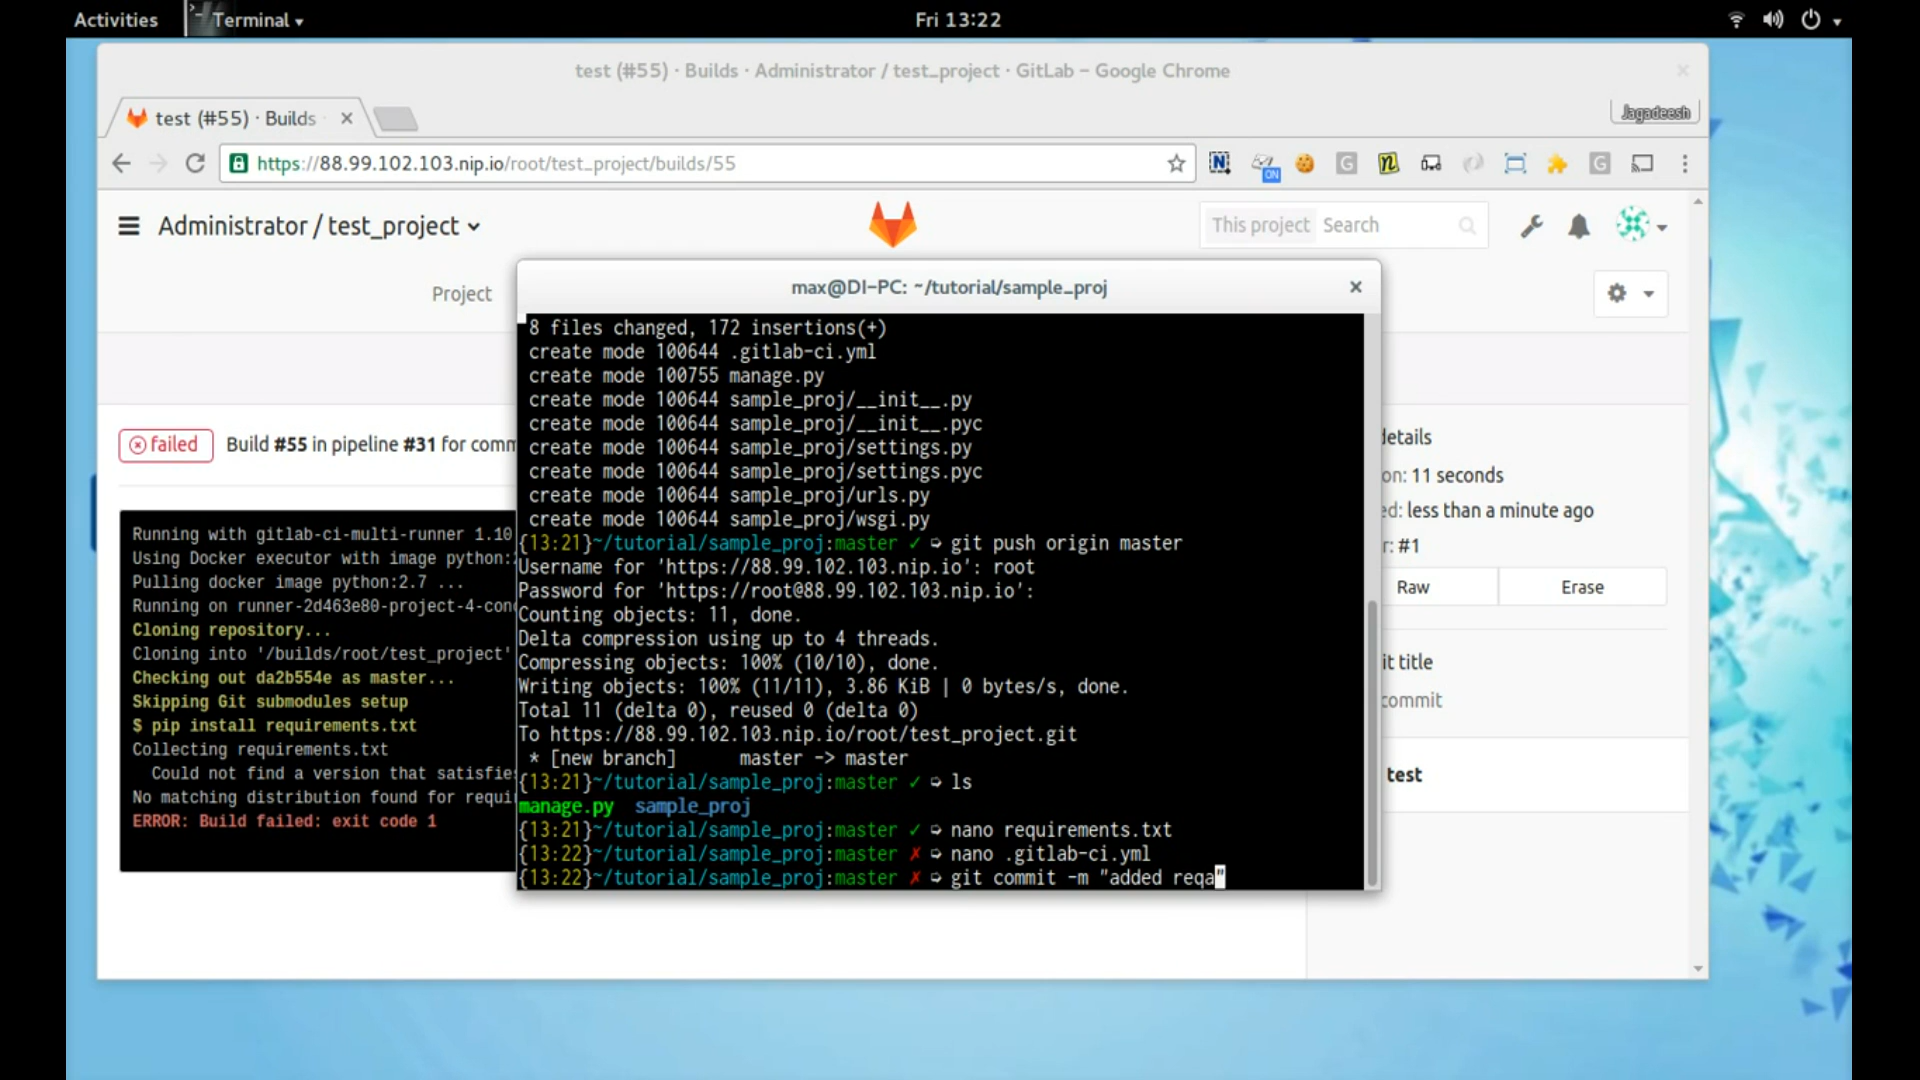 Activities
Terminal
Fri 13:22
test (#55) · Builds · Administrator / test_project · GitLab – Google Chrome
test (#55) · Builds
Jagadeesh
https://88.99.102.103.nip.io/root/test_project/builds/55
ON
Administrator / test_project
This project Search
Project
max@DI-PC: ~/tutorial/sample_proj
failed
Build #55 in pipeline #31 for comm
Running with gitlab-ci-multi-runner 1.10
Using Docker executor with image python:
Pulling docker image python:2.7 ...
Running on runner-2d463e80-project-4-con
Cloning repository...
Cloning into '/builds/root/test_project'
Checking out da2b554e as master...
Skipping Git submodules setup
$ pip install requirements.txt
Collecting requirements.txt
Could not find a version that satisfie
No matching distribution found for requi
ERROR: Build failed: exit code 1
8 files changed, 172 insertions(+)
create mode 100644 .gitlab-ci.yml
create mode 100755 manage.py
create mode 100644 sample_proj/__init__.py
create mode 100644 sample_proj/__init__.pyc
create mode 100644 sample_proj/settings.py
create mode 100644 sample_proj/settings.pyc
create mode 100644 sample_proj/urls.py
create mode 100644 sample_proj/wsgi.py
{13:21}~/tutorial/sample_proj:master ✓ ➭ git push origin master
Username for 'https://88.99.102.103.nip.io': root
Password for 'https://root@88.99.102.103.nip.io':
Counting objects: 11, done.
Delta compression using up to 4 threads.
Compressing objects: 100% (10/10), done.
Writing objects: 100% (11/11), 3.86 KiB | 0 bytes/s, done.
Total 11 (delta 0), reused 0 (delta 0)
To https://88.99.102.103.nip.io/root/test_project.git
* [new branch] master -> master
{13:21}~/tutorial/sample_proj:master ✓ ➭ ls
manage.py sample_proj
{13:21}~/tutorial/sample_proj:master ✓ ➭ nano requirements.txt
{13:22}~/tutorial/sample_proj:master ✗ ➭ nano .gitlab-ci.yml
{13:22}~/tutorial/sample_proj:master ✗ ➭ git commit -m "added reqa"
details
on: 11 seconds
ed: less than a minute ago
r: #1
Raw
Erase
it title
commit
test